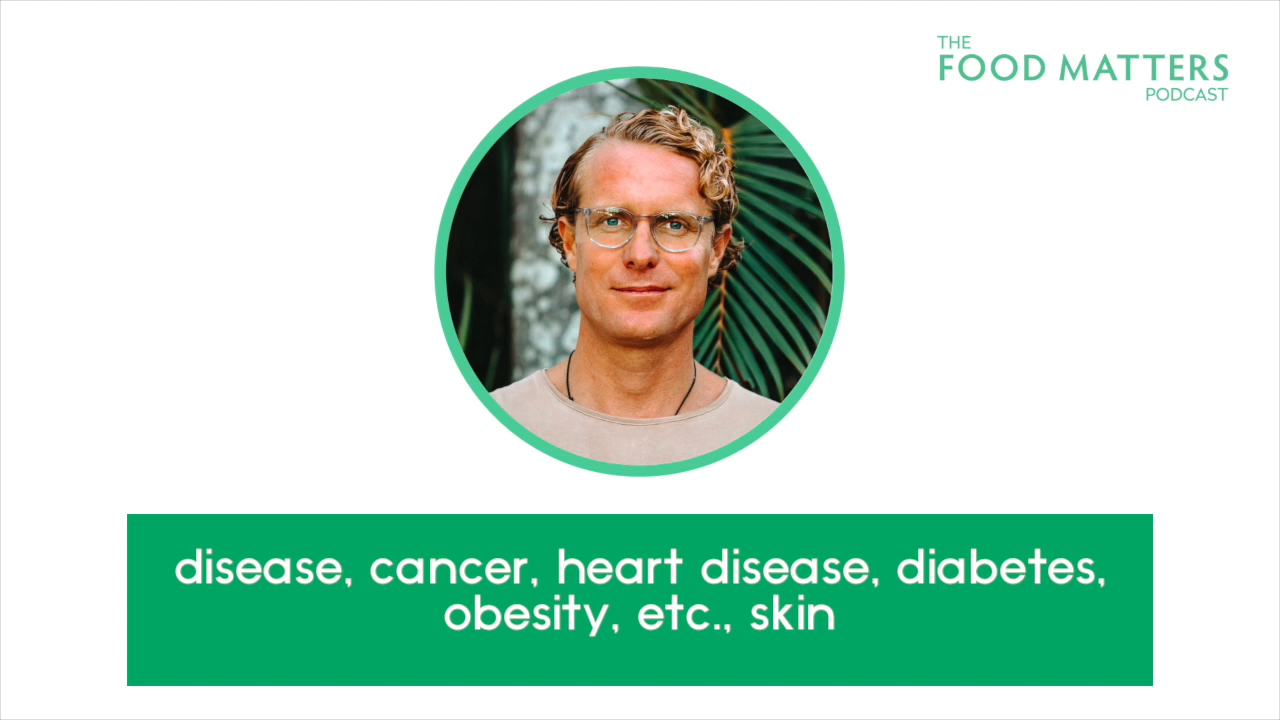 THE
FOOD MATTERS
PODCAST
disease, cancer, heart disease, diabetes,
obesity, etc., skin